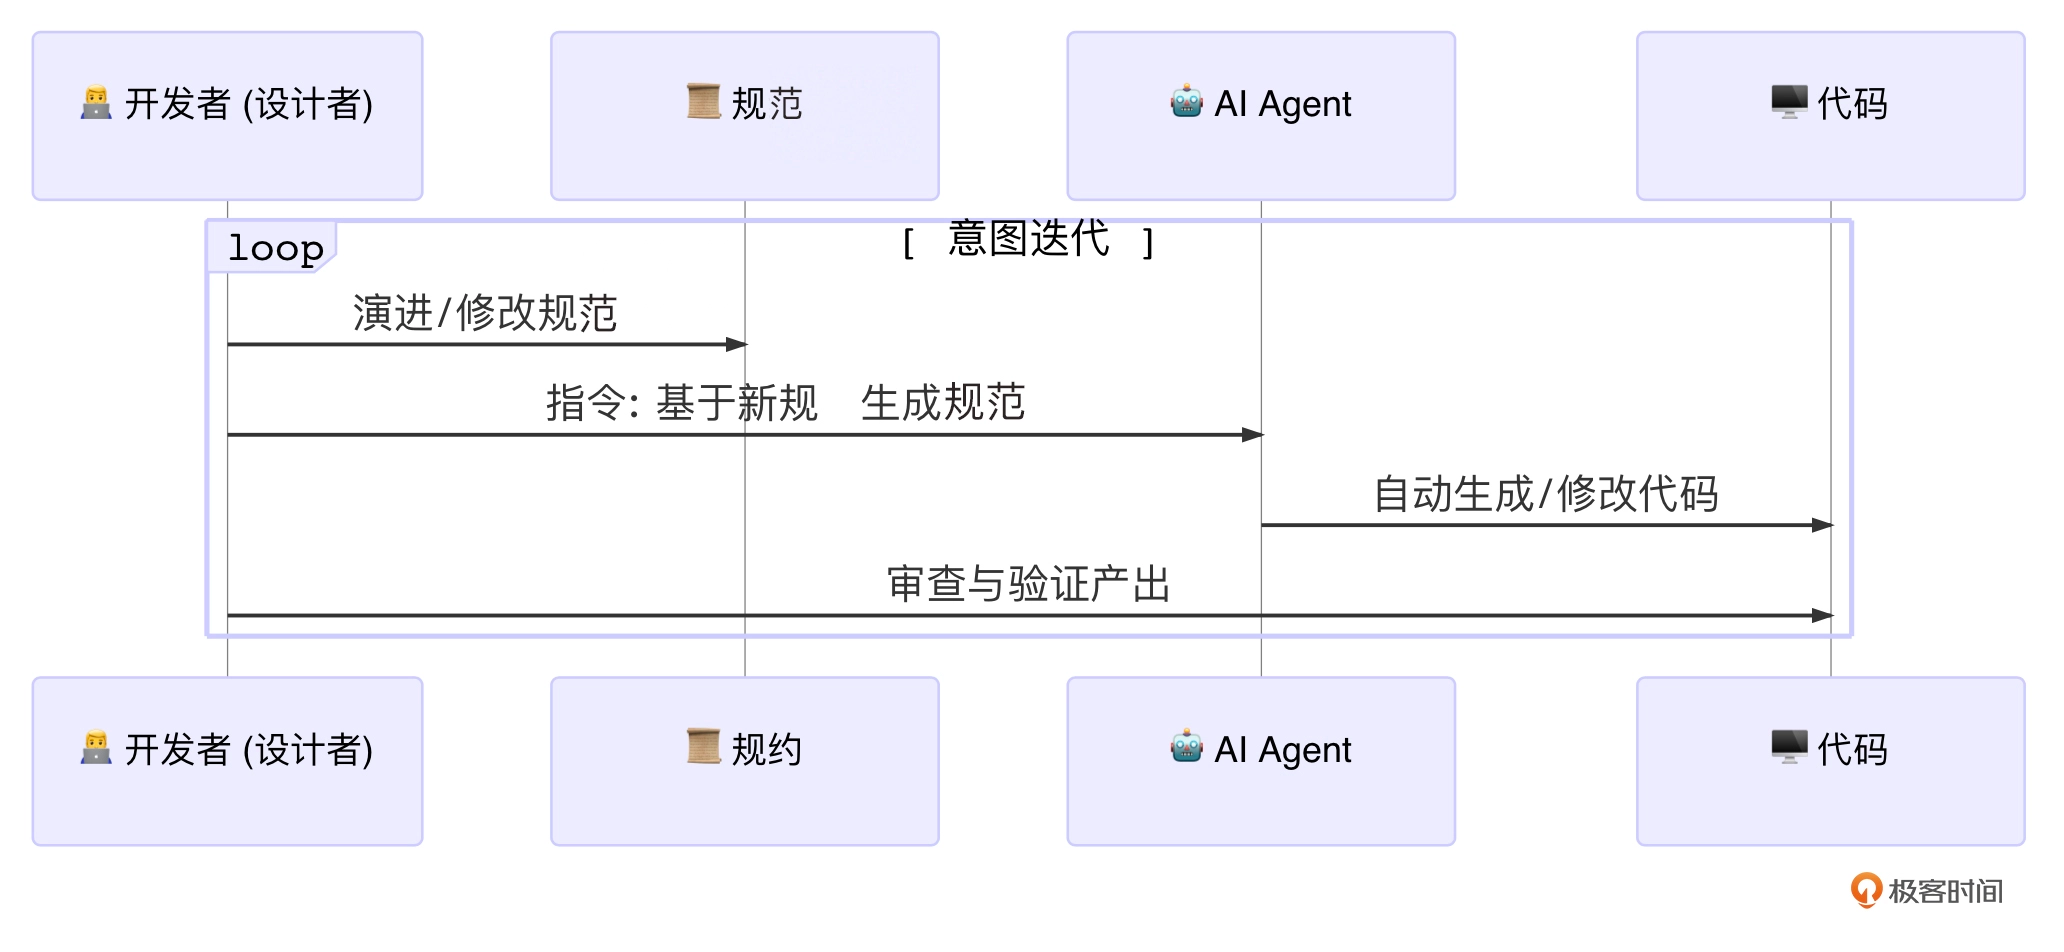 开发者 (设计者)
规范
AI Agent
代码
loop
[ 意图迭代 ]
演进/修改规范
指令: 基于新规 生成规范
自动生成/修改代码
审查与验证产出
开发者 (设计者)
规约
AI Agent
代码
极客时间